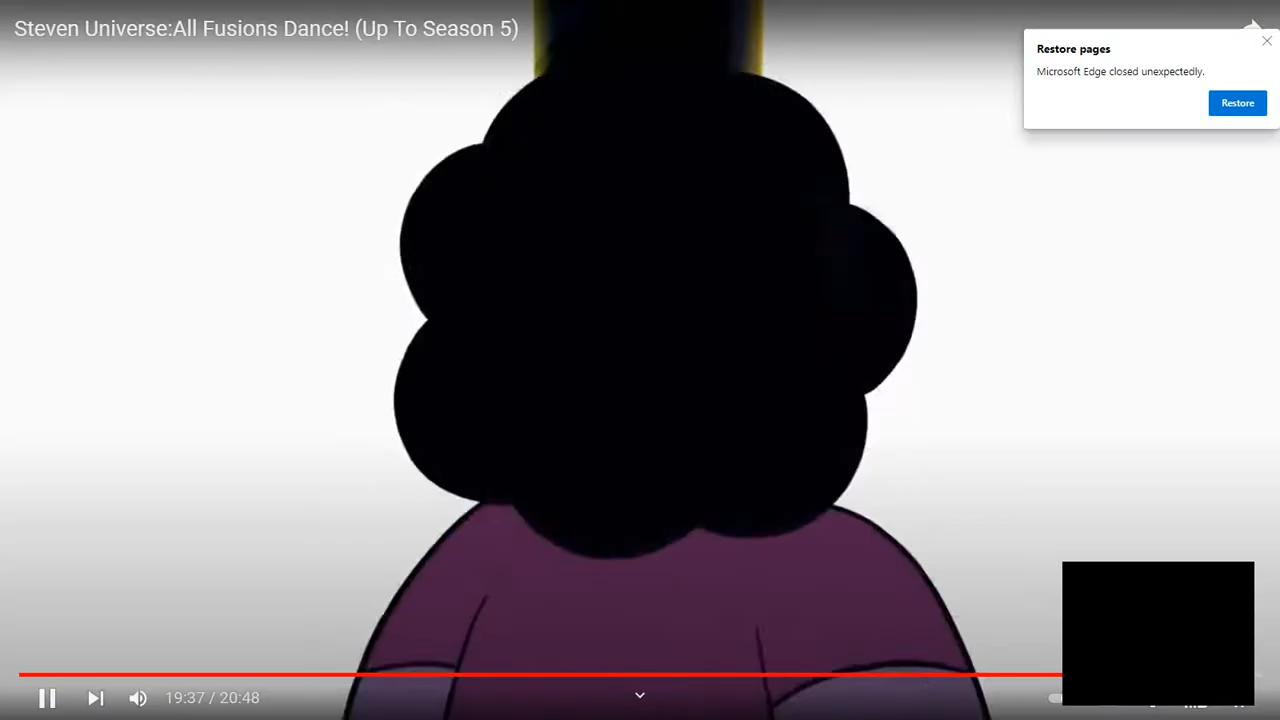 Steven Universe:All Fusions Dance! (Up To Season 5)
Restore pages
Microsoft Edge closed unexpectedly.
Restore
19:37 / 20:48